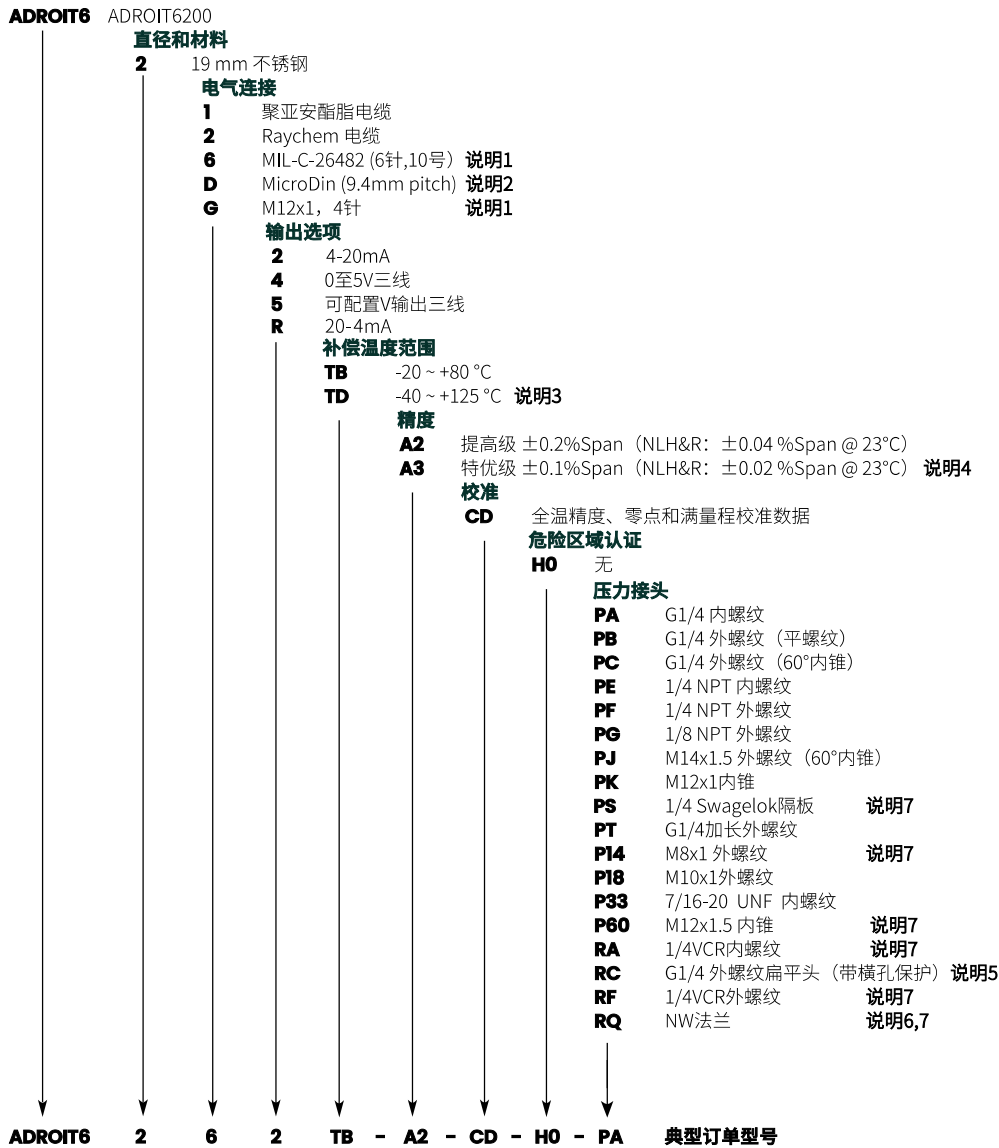 ADROIT6 ADROIT6200
直径和材料
2 19 mm 不锈钢
电气连接
1 聚亚安酯脂电缆
2 Raychem 电缆
6 MIL-C-26482 (6针,10号）说明1
D MicroDin (9.4mm pitch) 说明2
G M12x1，4针 说明1
输出选项
2 4-20mA
4 0至5V三线
5 可配置V输出三线
R 20-4mA
补偿温度范围
TB -20 ~ +80 °C
TD -40 ~ +125 °C 说明3
精度
A2 提高级 ±0.2%Span（NLH&R：±0.04 %Span @ 23°C）
A3 特优级 ±0.1%Span（NLH&R：±0.02 %Span @ 23°C）说明4
校准
CD 全温精度、零点和满量程校准数据
危险区域认证
H0 无
压力接头
PA G1/4 内螺纹
PB G1/4 外螺纹（平螺纹）
PC G1/4 外螺纹（60°内锥）
PE 1/4 NPT 内螺纹
PF 1/4 NPT 外螺纹
PG 1/8 NPT 外螺纹
PJ M14x1.5 外螺纹（60°内锥）
PK M12x1内锥
PS 1/4 Swagelok隔板 说明7
PT G1/4加长外螺纹
P14 M8x1 外螺纹 说明7
P18 M10x1外螺纹
P33 7/16-20 UNF 内螺纹
P60 M12x1.5 内锥 说明7
RA 1/4VCR内螺纹 说明7
RC G1/4 外螺纹扁平头（带横孔保护）说明5
RF 1/4VCR外螺纹 说明7
RQ NW法兰 说明6,7
ADROIT6 2 6 2 TB - A2 - CD - H0 - PA 典型订单型号